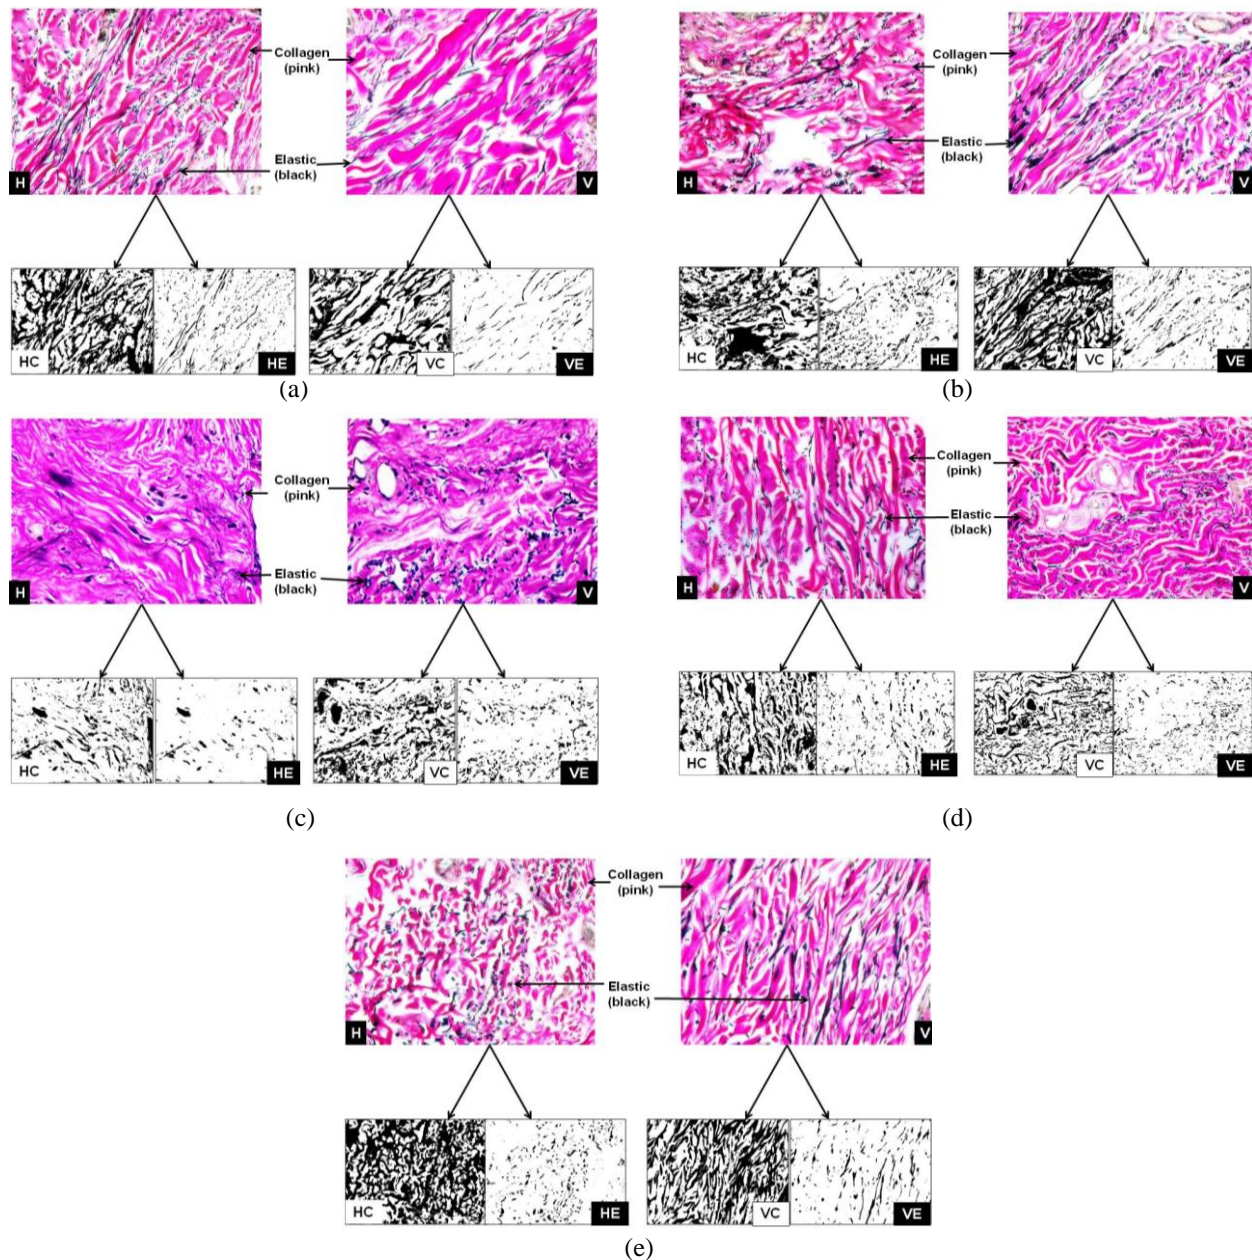 Collagen
(pink)
Elastic
(black)
H
V
HC
HE
VC
VE
(a)
Collagen
(pink)
Elastic
(black)
H
V
HC
HE
VC
VE
(b)
Collagen
(pink)
Elastic
(black)
H
V
HC
HE
VC
VE
(c)
Collagen
(pink)
Elastic
(black)
H
V
HC
HE
VC
VE
(d)
Collagen
(pink)
Elastic
(black)
H
V
HC
HE
VC
VE
(e)